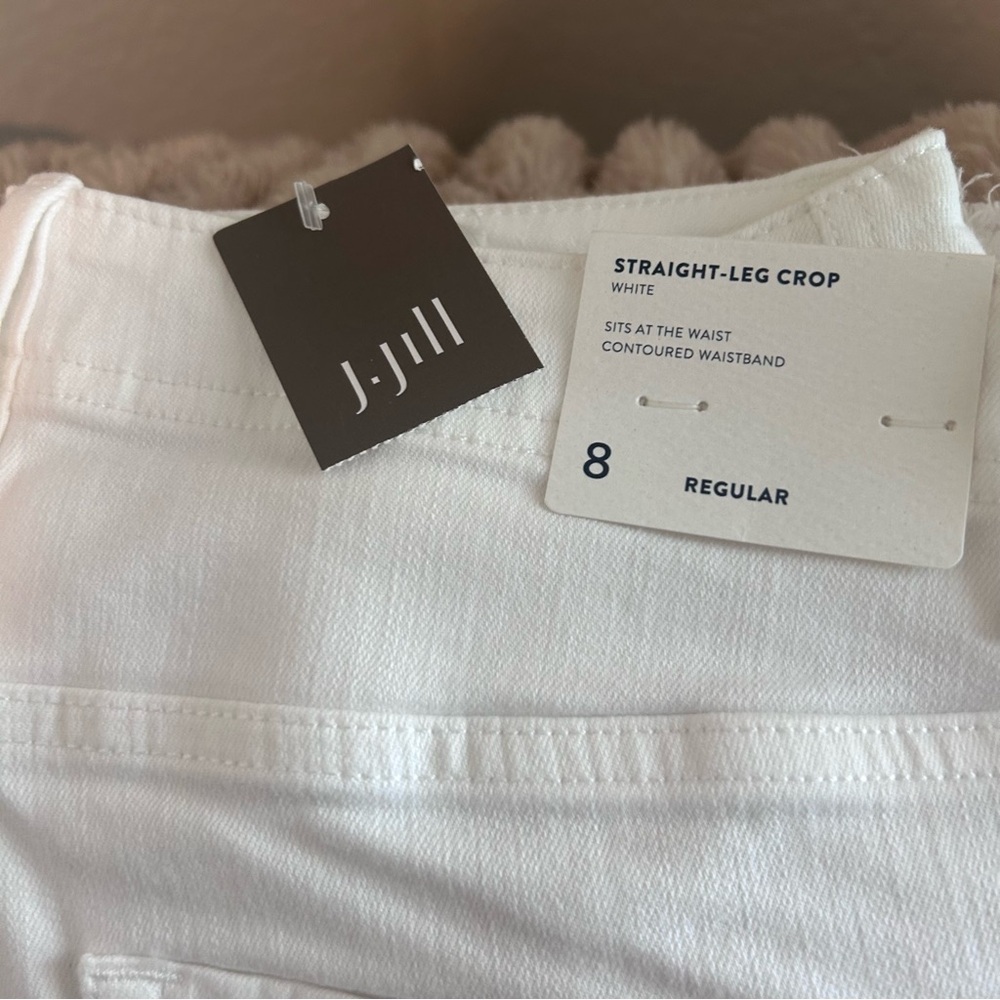 J.Jill
STRAIGHT-LEG CROP
WHITE
SITS AT THE WAIST
CONTOURED WAISTBAND
8
REGULAR